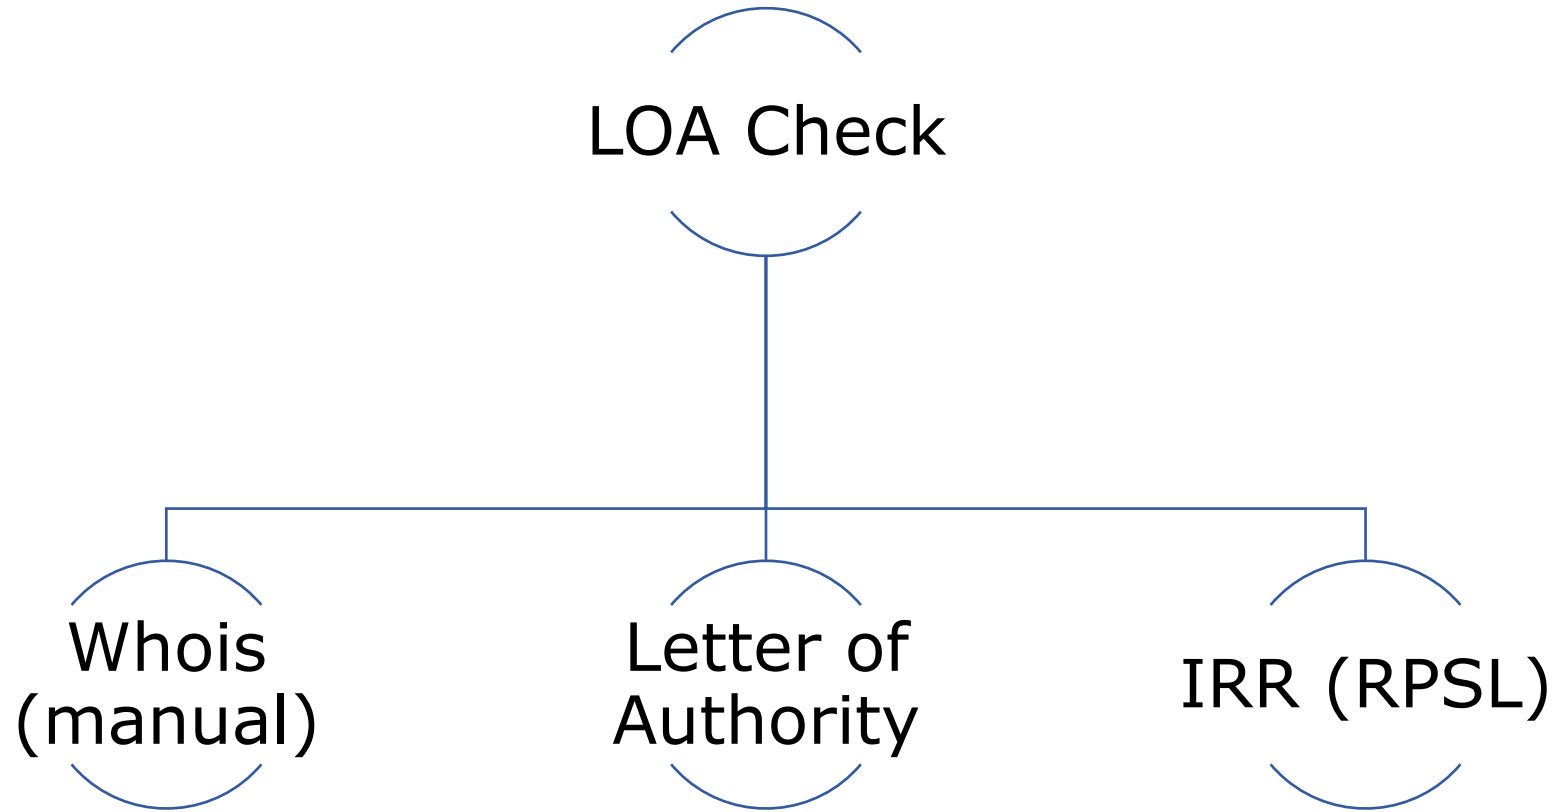 LOA Check
Whois
(manual)
Letter of
Authority
IRR (RPSL)